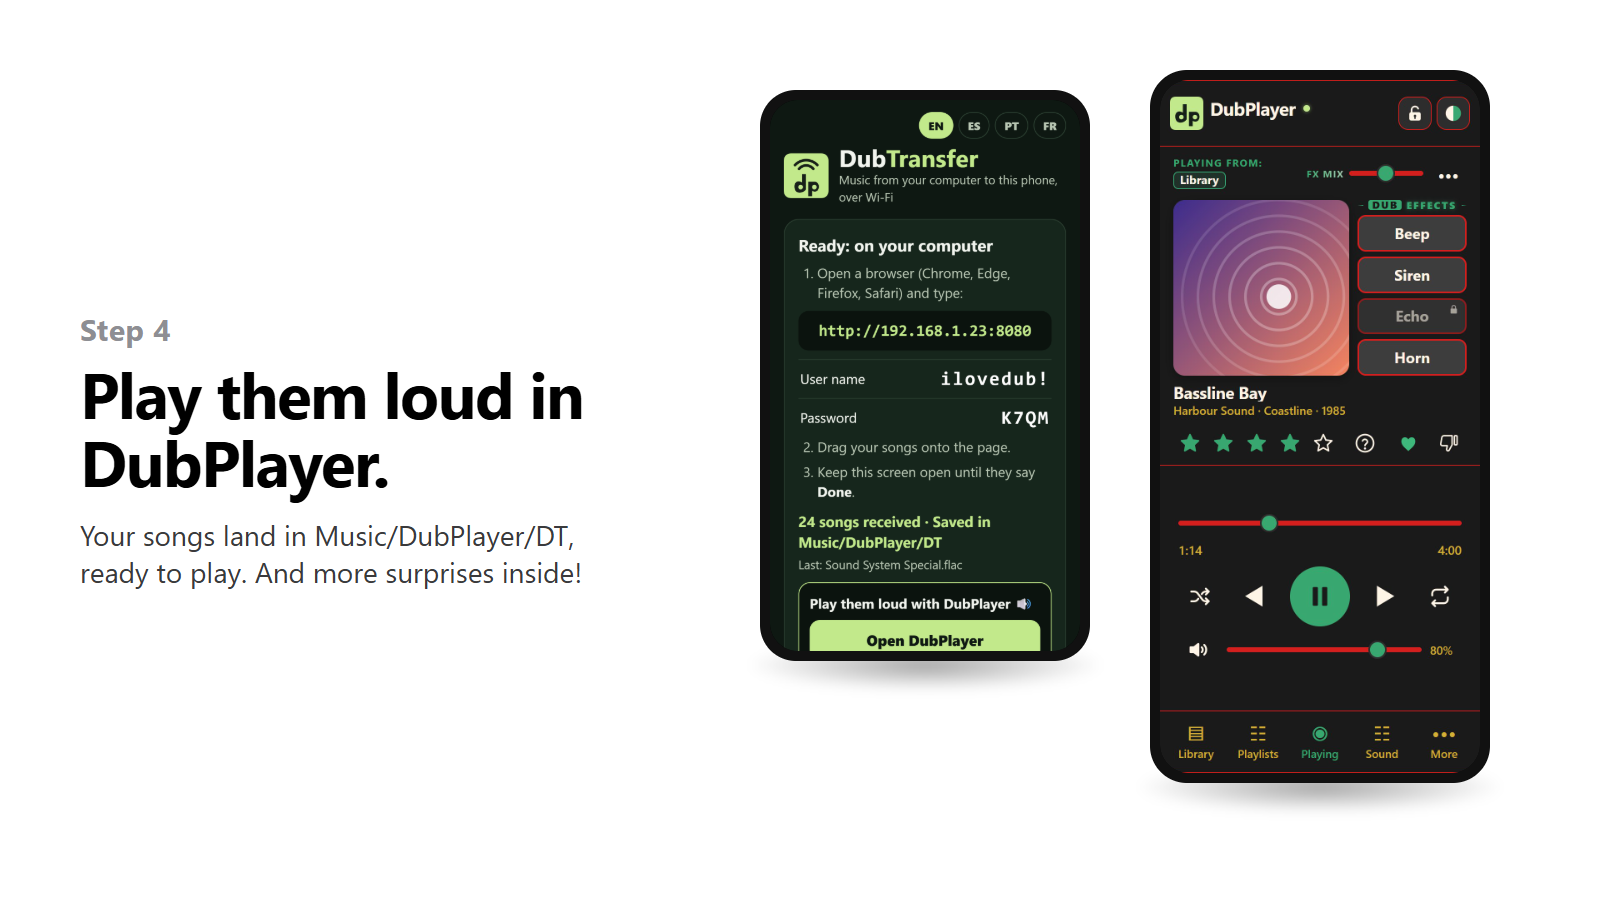 Step 4
Play them loud in
DubPlayer.
Your songs land in Music/DubPlayer/DT,
ready to play. And more surprises inside!
EN ES PT FR
dp
DubTransfer
Music from your computer to this phone,
over Wi-Fi
Ready: on your computer
1. Open a browser (Chrome, Edge,
Firefox, Safari) and type:
http://192.168.1.23:8080
User name ilovedub!
Password K7QM
2. Drag your songs onto the page.
3. Keep this screen open until they say
Done.
24 songs received · Saved in
Music/DubPlayer/DT
Last: Sound System Special.flac
Play them loud with DubPlayer 🔊
Open DubPlayer
dp DubPlayer
PLAYING FROM:
Library
FX MIX
DUB EFFECTS
Beep
Siren
Echo
Horn
Bassline Bay
Harbour Sound · Coastline · 1985
1:14 4:00
80%
Library Playlists Playing Sound More